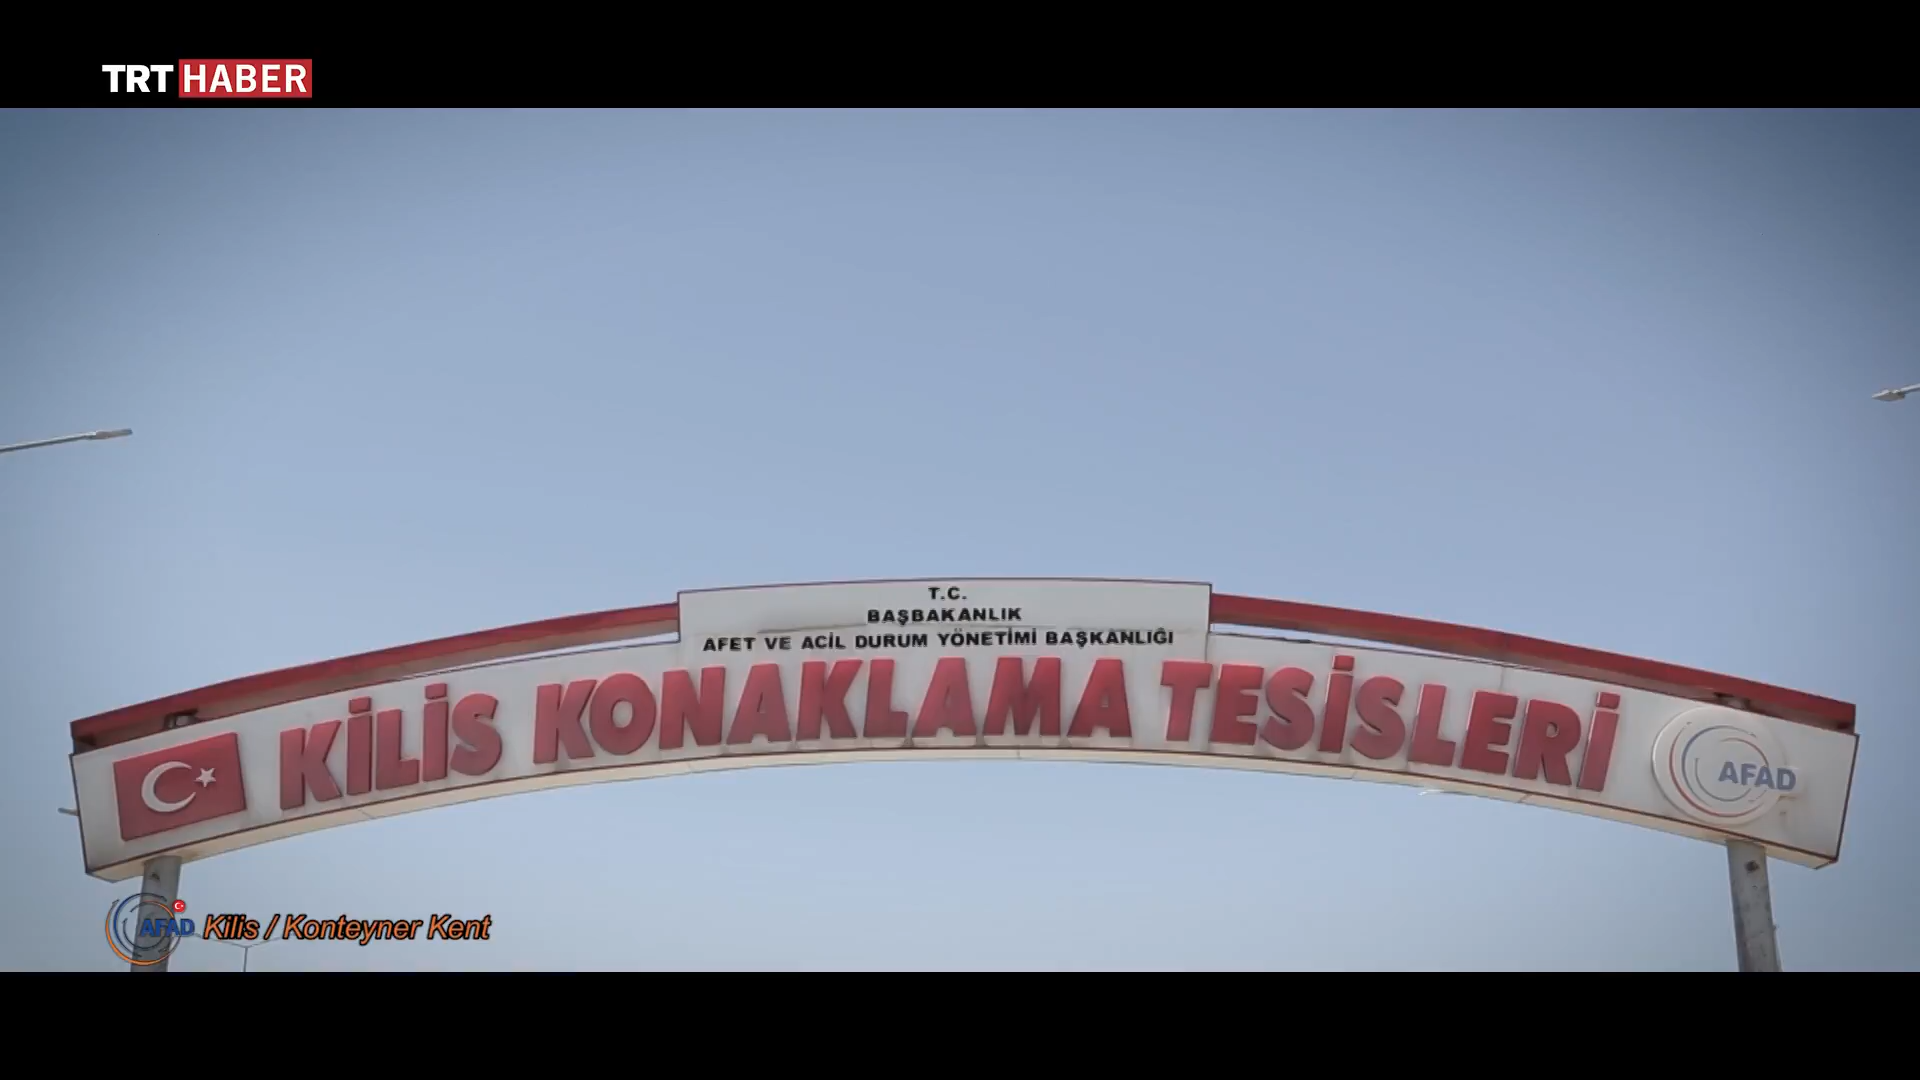 TRT HABER
T.C.
BAŞBAKANLIK
AFET VE ACİL DURUM YÖNETİMİ BAŞKANLIĞI
KİLİS KONAKLAMA TESİSLERİ
AFAD
AFAD Kilis / Konteyner Kent